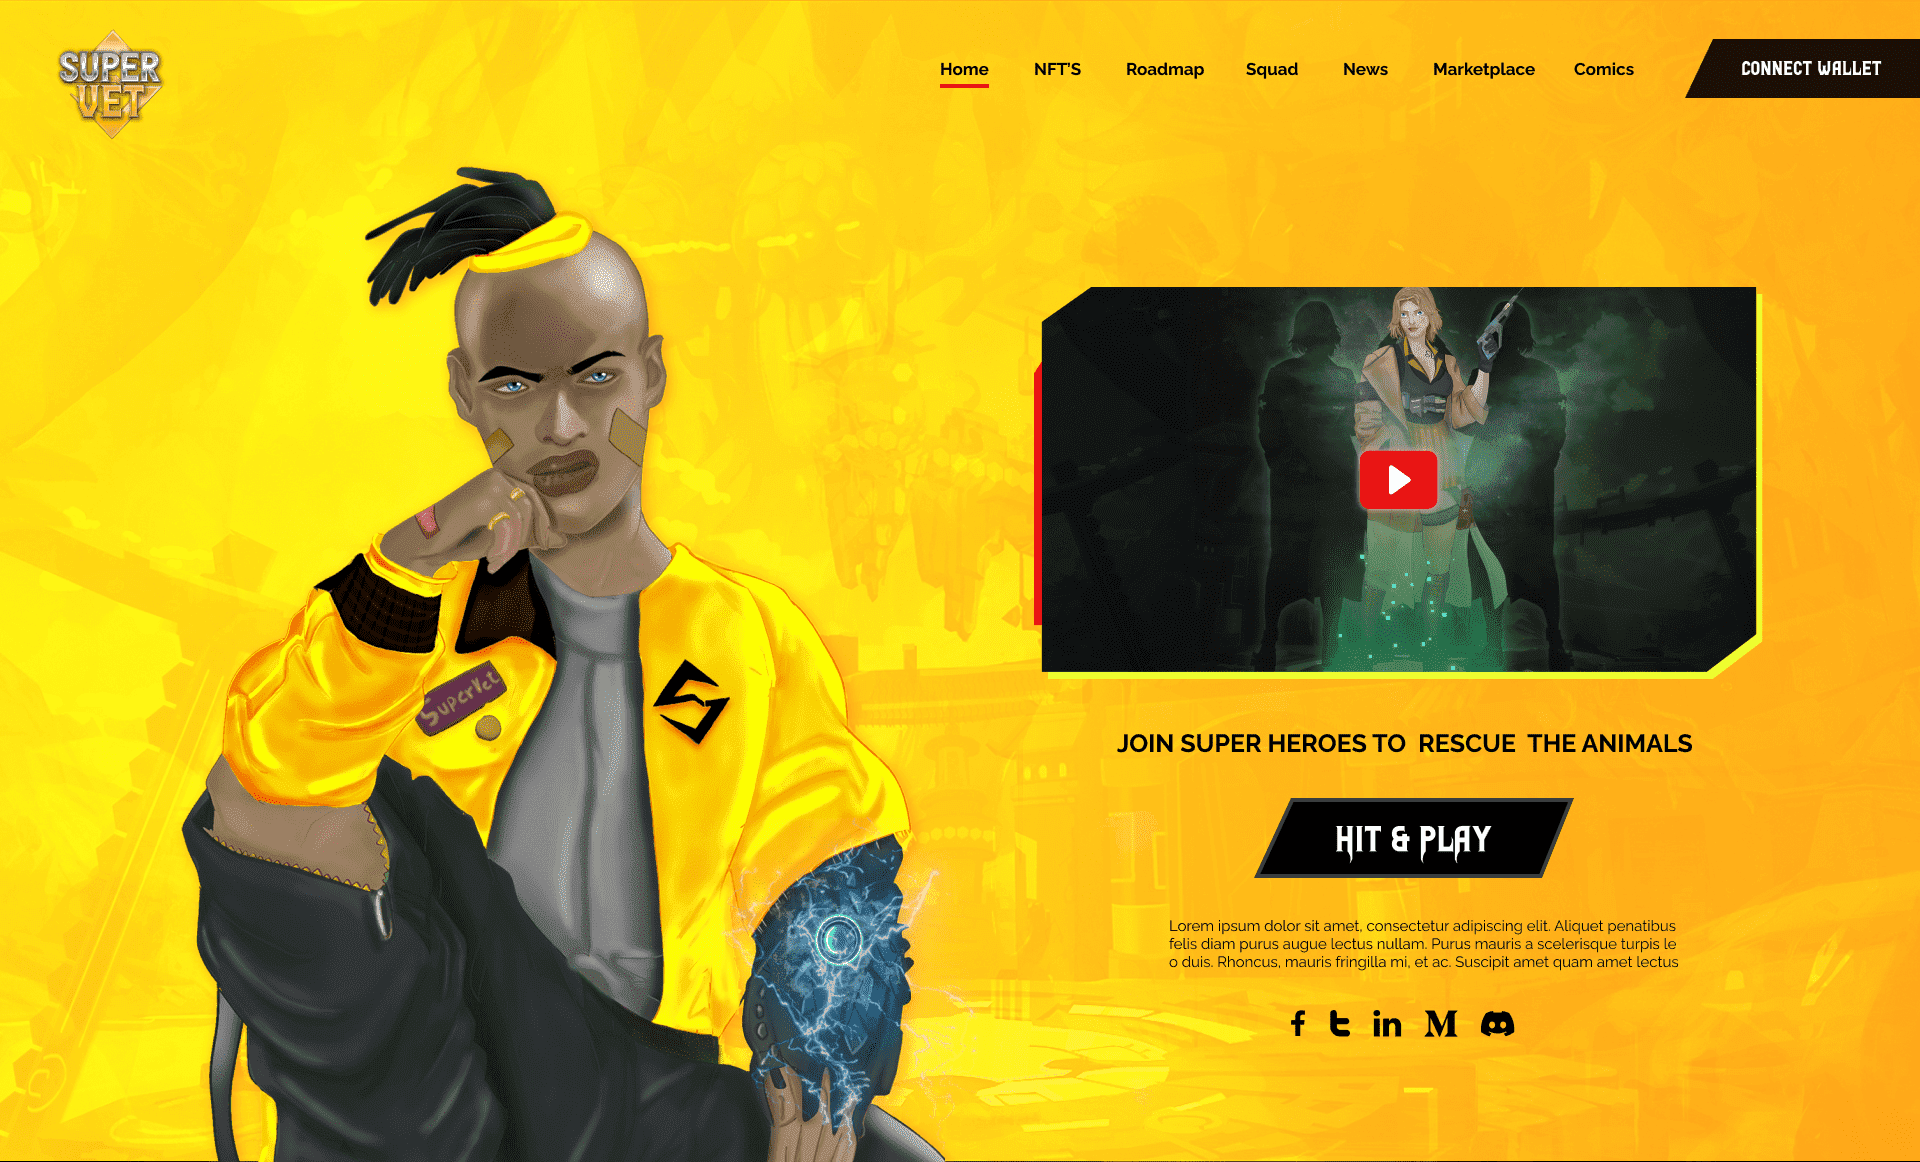 SUPER
VET
Home NFT'S Roadmap Squad News Marketplace Comics CONNECT WALLET
SuperVet
JOIN SUPER HEROES TO RESCUE THE ANIMALS
HIT & PLAY
Lorem ipsum dolor sit amet, consectetur adipiscing elit. Aliquet penatibus
felis diam purus augue lectus nullam. Purus mauris a scelerisque turpis le
o duis. Rhoncus, mauris fringilla mi, et ac. Suscipit amet quam amet lectus